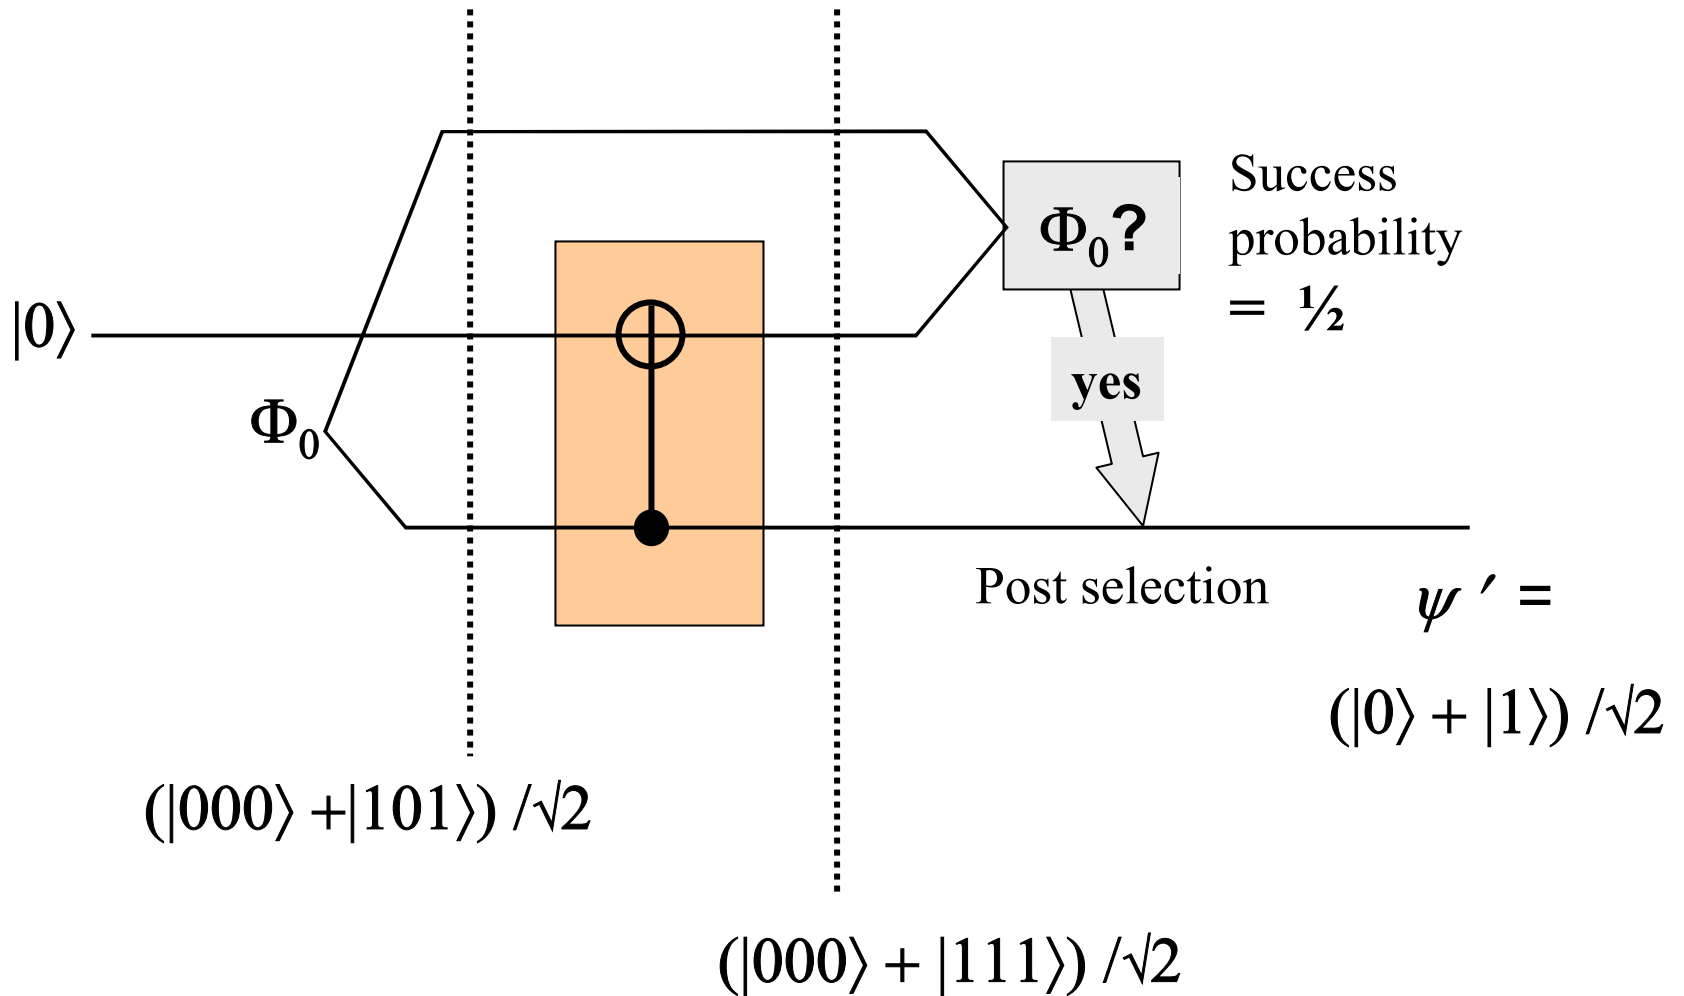 Success
probability
= ½
Φ₀?
|0⟩
yes
Φ₀
Post selection
ψ ′ =
(|0⟩ + |1⟩) /√2
(|000⟩ +|101⟩) /√2
(|000⟩ + |111⟩) /√2